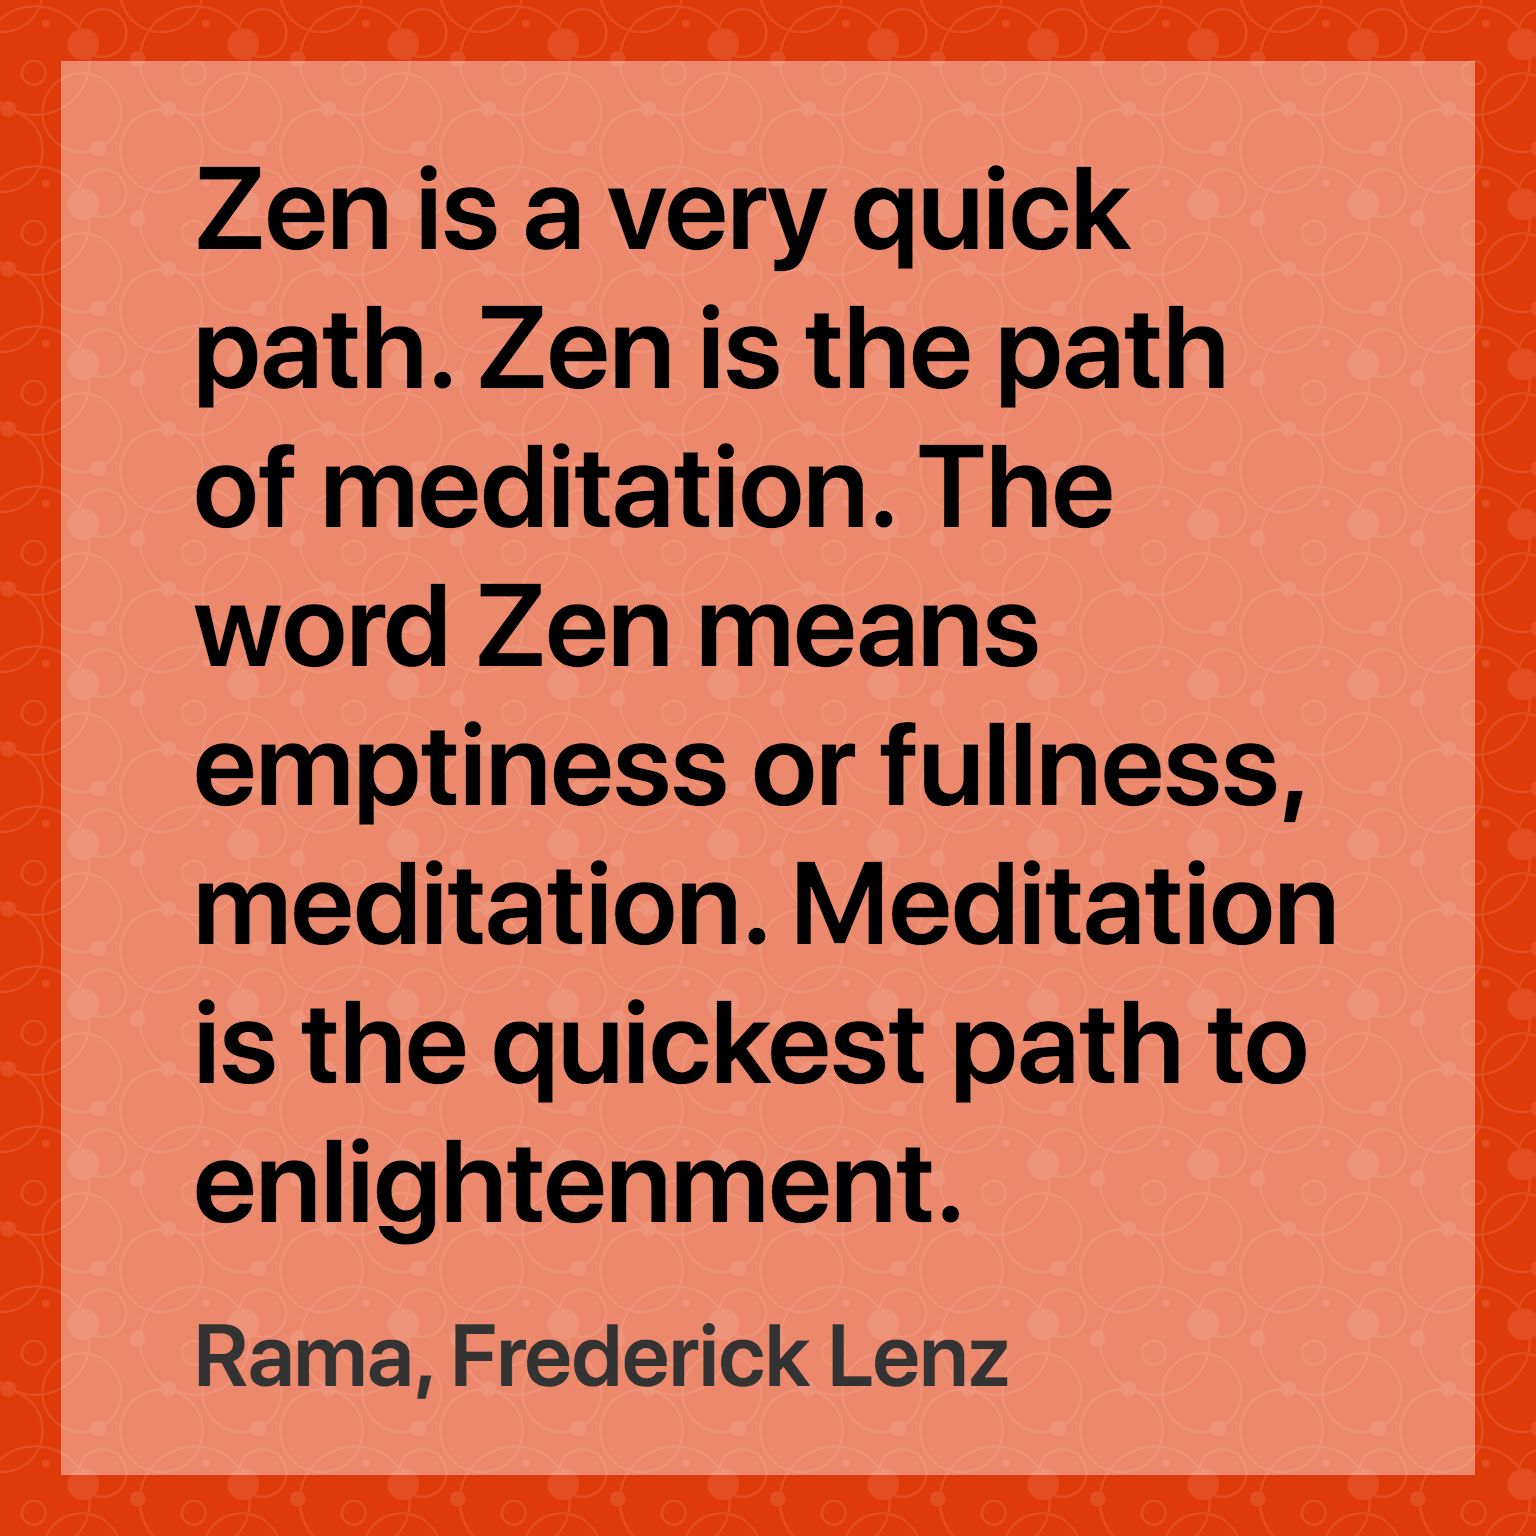 Zen is a very quick
path. Zen is the path
of meditation. The
word Zen means
emptiness or fullness,
meditation. Meditation
is the quickest path to
enlightenment.
Rama, Frederick Lenz